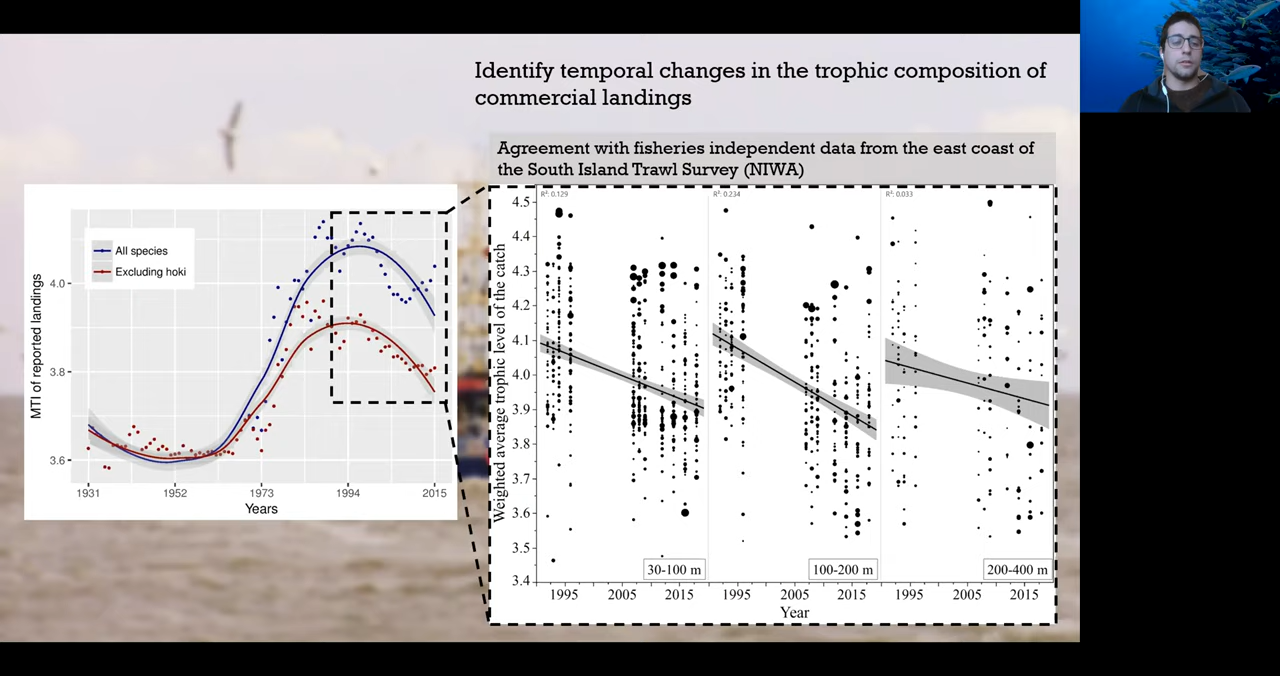 Identify temporal changes in the trophic composition of
commercial landings
Agreement with fisheries independent data from the east coast of
the South Island Trawl Survey (NIWA)
MTI of reported landings
4.0
3.8
3.6
All species
Excluding hoki
1931 1952 1973 1994 2015
Years
Weighted average trophic level of the catch
4.5
4.4
4.3
4.2
4.1
4.0
3.9
3.8
3.7
3.6
3.5
3.4
R²: 0.129 R²: 0.234 R²: 0.033
30-100 m 100-200 m 200-400 m
1995 2005 2015 1995 2005 2015 1995 2005 2015
Year